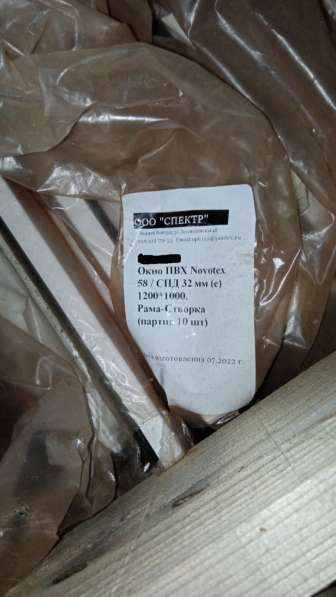 ООО "СПЕКТР"
Окно ПВХ Novotex
58 / СПД 32 мм (с)
1200*1000.
Рама-Створка
(партия 10 шт)
изготовления 07.2022 г.